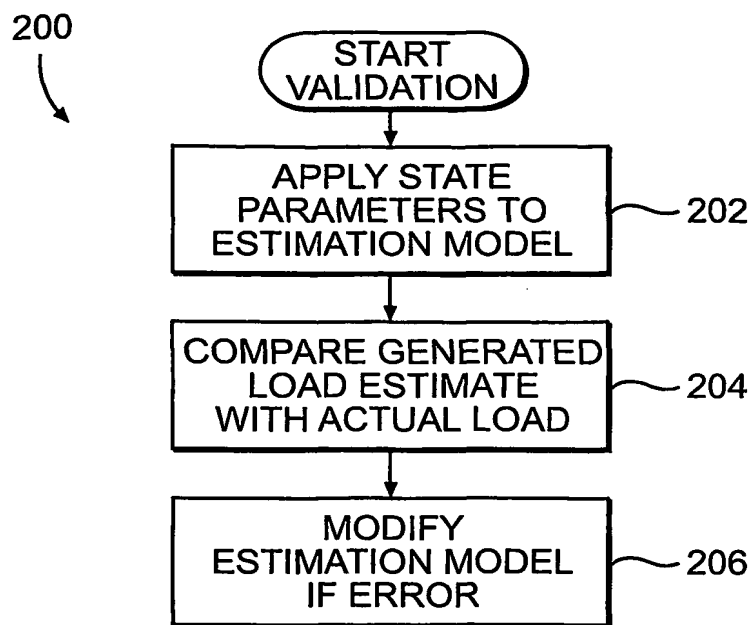 200
START
VALIDATION
APPLY STATE
PARAMETERS TO
ESTIMATION MODEL
202
COMPARE GENERATED
LOAD ESTIMATE
WITH ACTUAL LOAD
204
MODIFY
ESTIMATION MODEL
IF ERROR
206